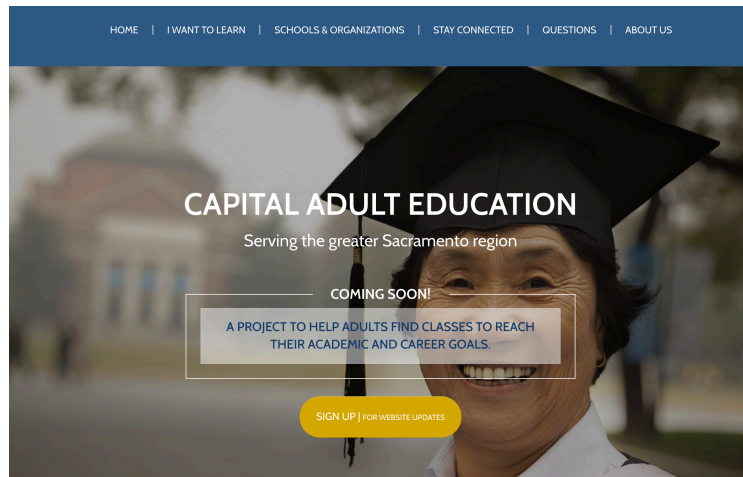 HOME | I WANT TO LEARN | SCHOOLS & ORGANIZATIONS | STAY CONNECTED | QUESTIONS | ABOUT US
CAPITAL ADULT EDUCATION
Serving the greater Sacramento region
COMING SOON!
A PROJECT TO HELP ADULTS FIND CLASSES TO REACH
THEIR ACADEMIC AND CAREER GOALS.
SIGN UP | FOR WEBSITE UPDATES